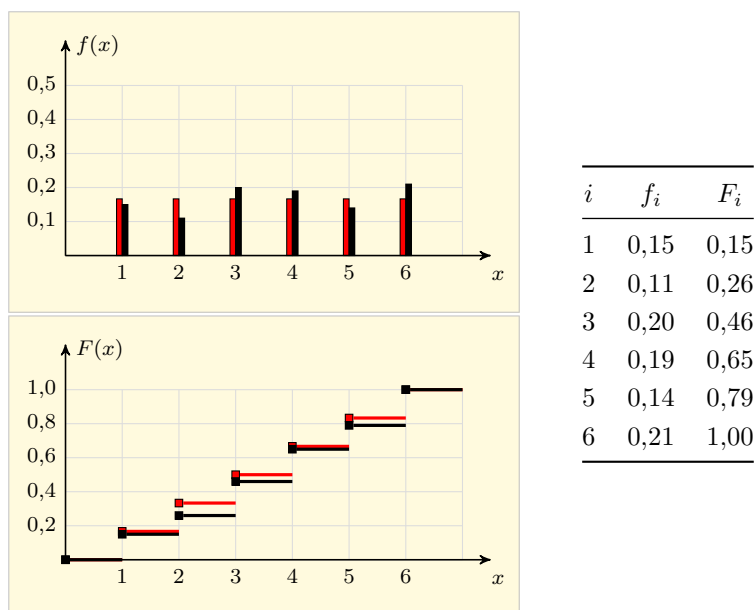 f(x)
0,5
0,4
0,3
0,2
0,1
1 2 3 4 5 6 x
F(x)
1,0
0,8
0,6
0,4
0,2
1 2 3 4 5 6 x
i f_i F_i
1 0,15 0,15
2 0,11 0,26
3 0,20 0,46
4 0,19 0,65
5 0,14 0,79
6 0,21 1,00